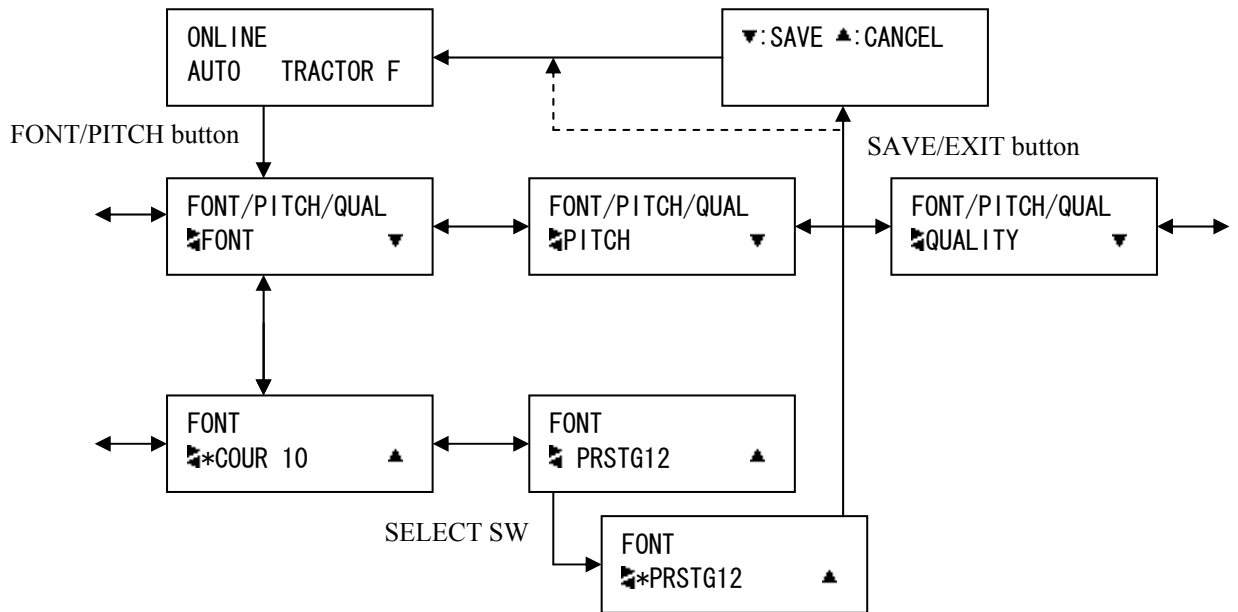 ONLINE
AUTO TRACTOR F
▼:SAVE ▲:CANCEL
FONT/PITCH button
SAVE/EXIT button
FONT/PITCH/QUAL
FONT ▼
FONT/PITCH/QUAL
PITCH ▼
FONT/PITCH/QUAL
QUALITY ▼
FONT
*COUR 10 ▲
FONT
PRSTG12 ▲
SELECT SW
FONT
*PRSTG12 ▲